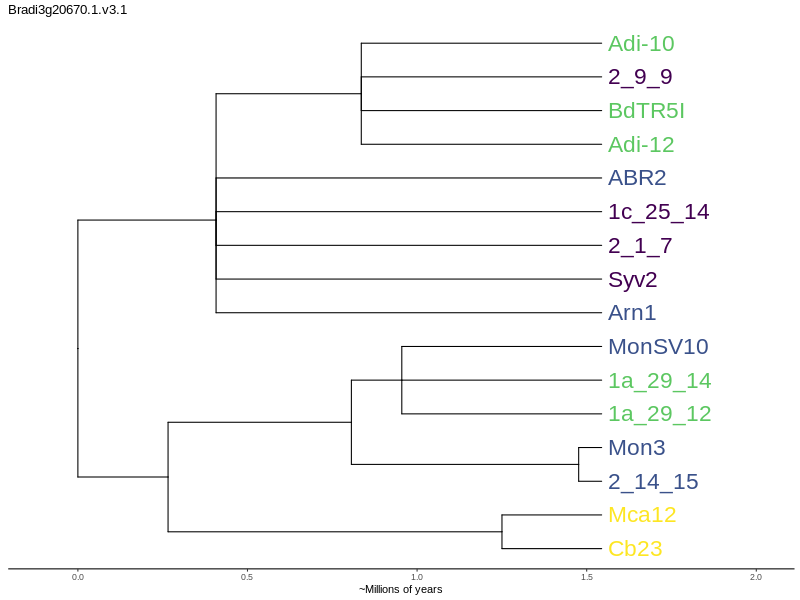 Bradi3g20670.1.v3.1
Adi-10
2_9_9
BdTR5I
Adi-12
ABR2
1c_25_14
2_1_7
Syv2
Arn1
MonSV10
1a_29_14
1a_29_12
Mon3
2_14_15
Mca12
Cb23
0.0 0.5 1.0 1.5 2.0
~Millions of years